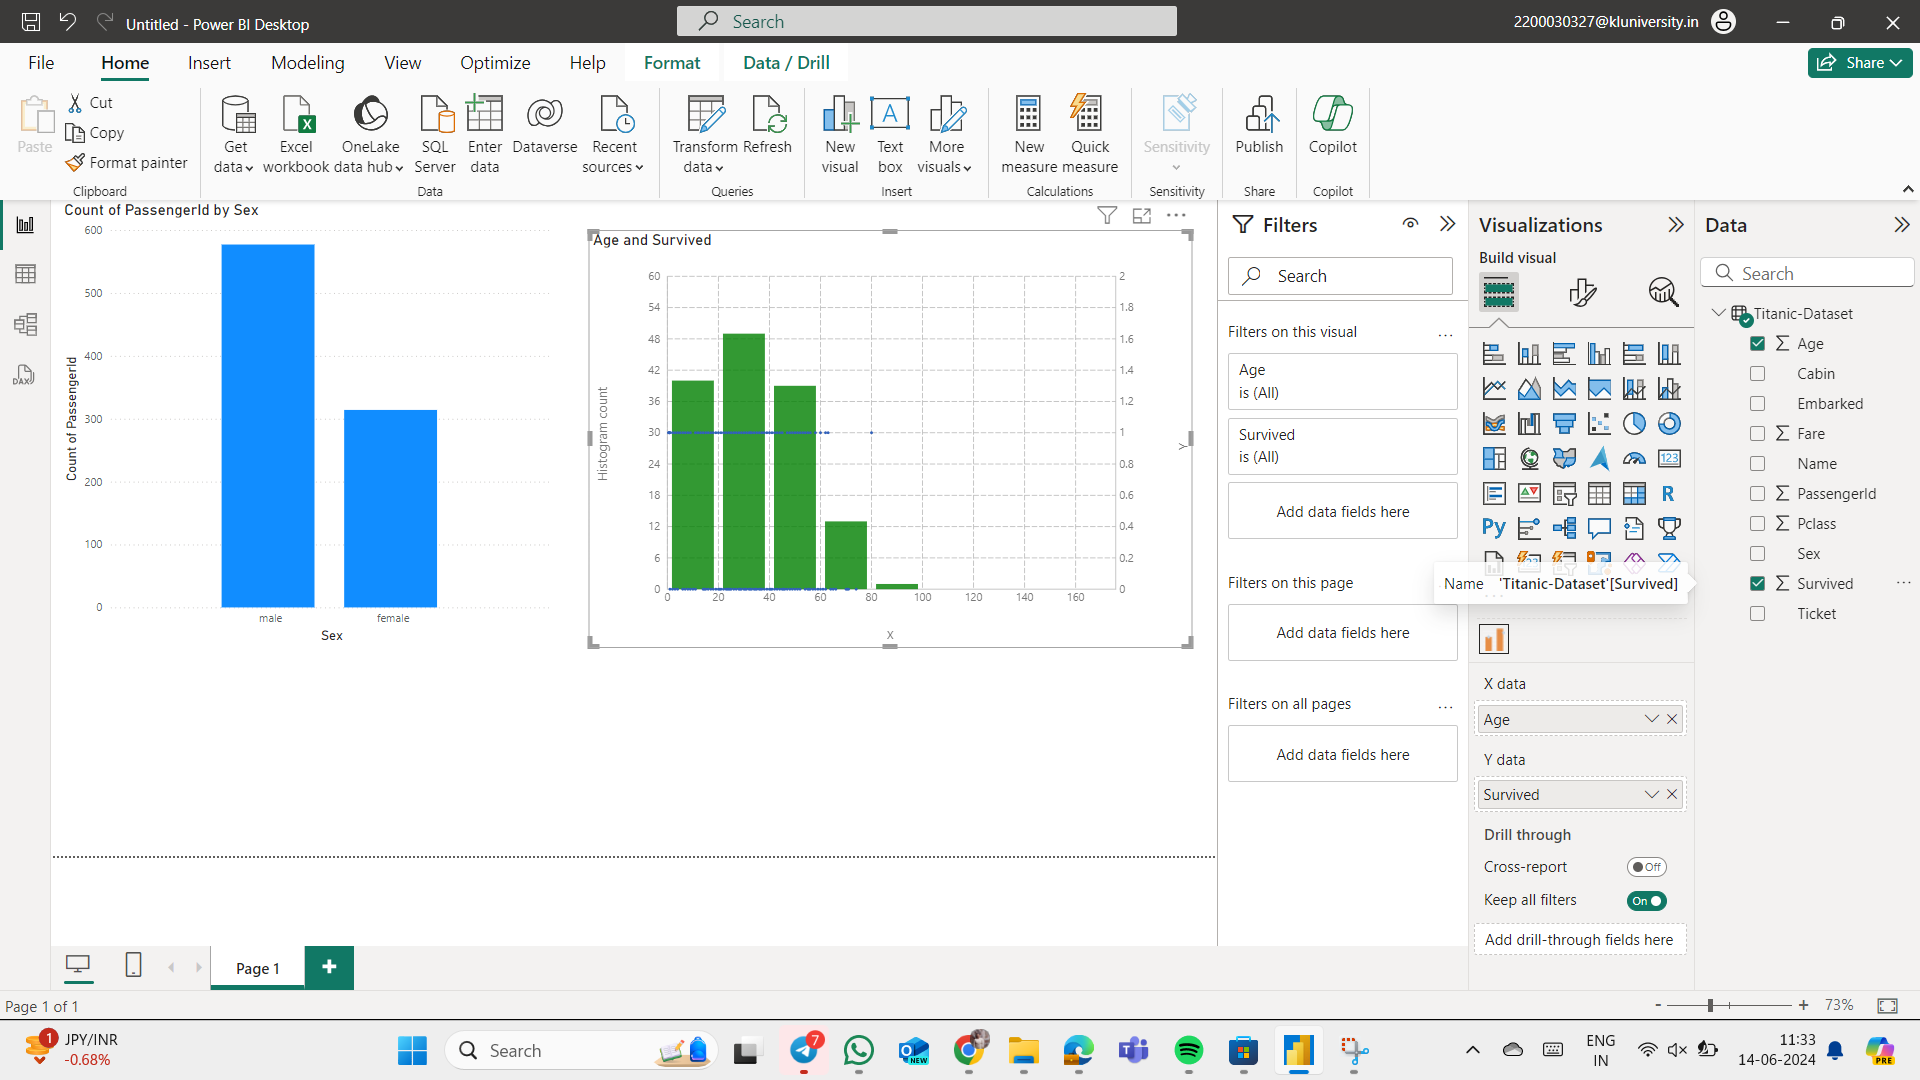 Untitled - Power BI Desktop
Search
2200030327@kluniversity.in
File
Home
Insert
Modeling
View
Optimize
Help
Format
Data / Drill
Share
Paste
Cut
Copy
Format painter
Clipboard
Get data
Excel workbook
OneLake data hub
SQL Server
Enter data
Dataverse
Recent sources
Data
Transform data
Refresh
Queries
New visual
Text box
More visuals
Insert
New measure
Quick measure
Calculations
Sensitivity
Sensitivity
Publish
Share
Copilot
Copilot
Count of PassengerId by Sex
600
500
400
300
200
100
0
Count of PassengerId
male
female
Sex
Age and Survived
60
54
48
42
36
30
24
18
12
6
0
Histogram count
0
20
40
60
80
100
120
140
160
X
2
1.8
1.6
1.4
1.2
1
0.8
0.6
0.4
0.2
0
Y
Filters
Search
Filters on this visual
Age
is (All)
Survived
is (All)
Add data fields here
Filters on this page
Add data fields here
Filters on all pages
Add data fields here
Visualizations
Build visual
123
R
Py
Name 'Titanic-Dataset'[Survived]
X data
Age
Y data
Survived
Drill through
Cross-report
Off
Keep all filters
On
Add drill-through fields here
Data
Search
Titanic-Dataset
Age
Cabin
Embarked
Fare
Name
PassengerId
Pclass
Sex
Survived
Ticket
DAX
Page 1
Page 1 of 1
- + 73%
1
JPY/INR
-0.68%
Search
7
NEW
ENG
IN
11:33
14-06-2024
PRE